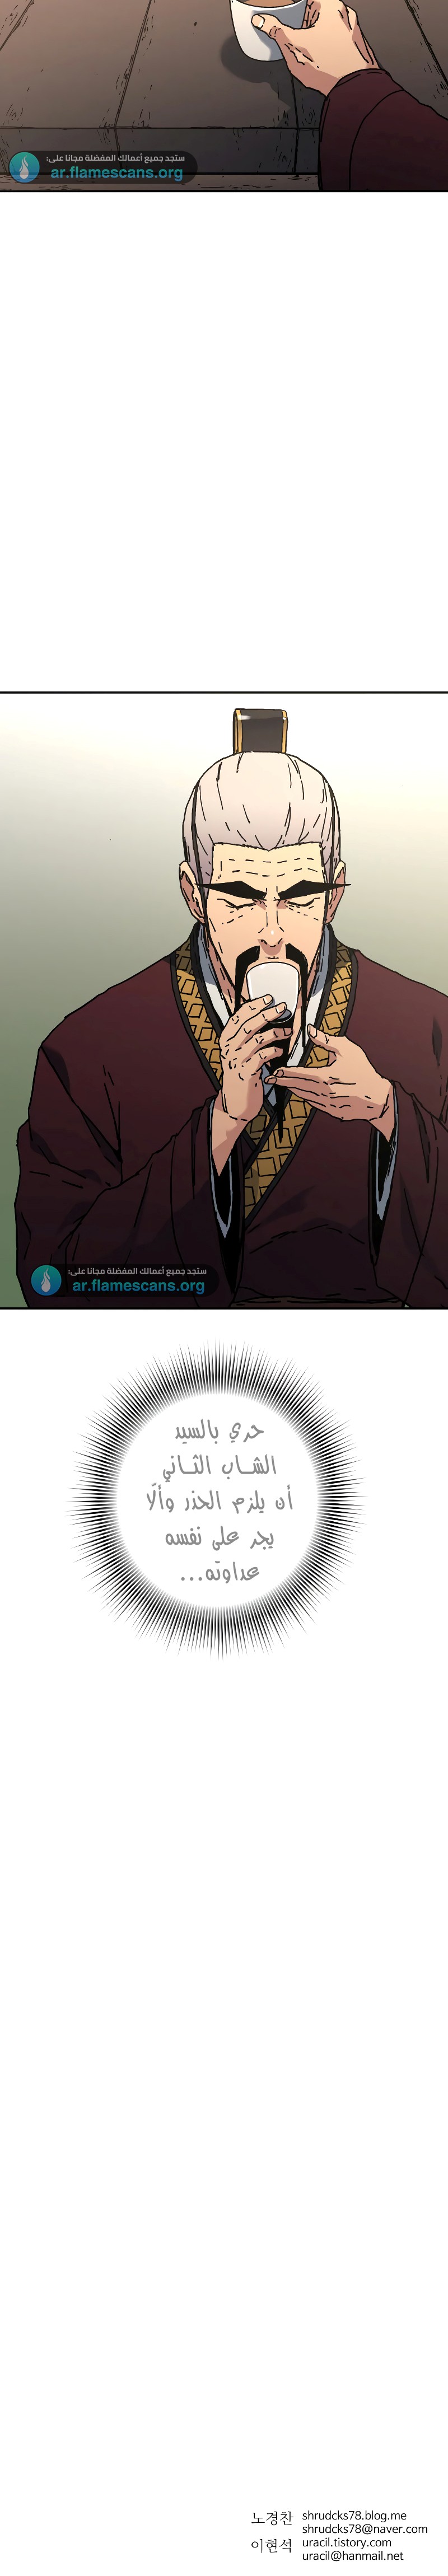 ستجد جميع أعمالك المفضلة مجانا على:
ar.flamescans.org
ستجد جميع أعمالك المفضلة مجانا على:
ar.flamescans.org
حري بالسيد
الشـاب الثـاني
أن يلزم الحذر وألّا
يجر على نفسه
عداوته...
노경찬 shrudcks78.blog.me
shrudcks78@naver.com
이현석 uracil.tistory.com
uracil@hanmail.net